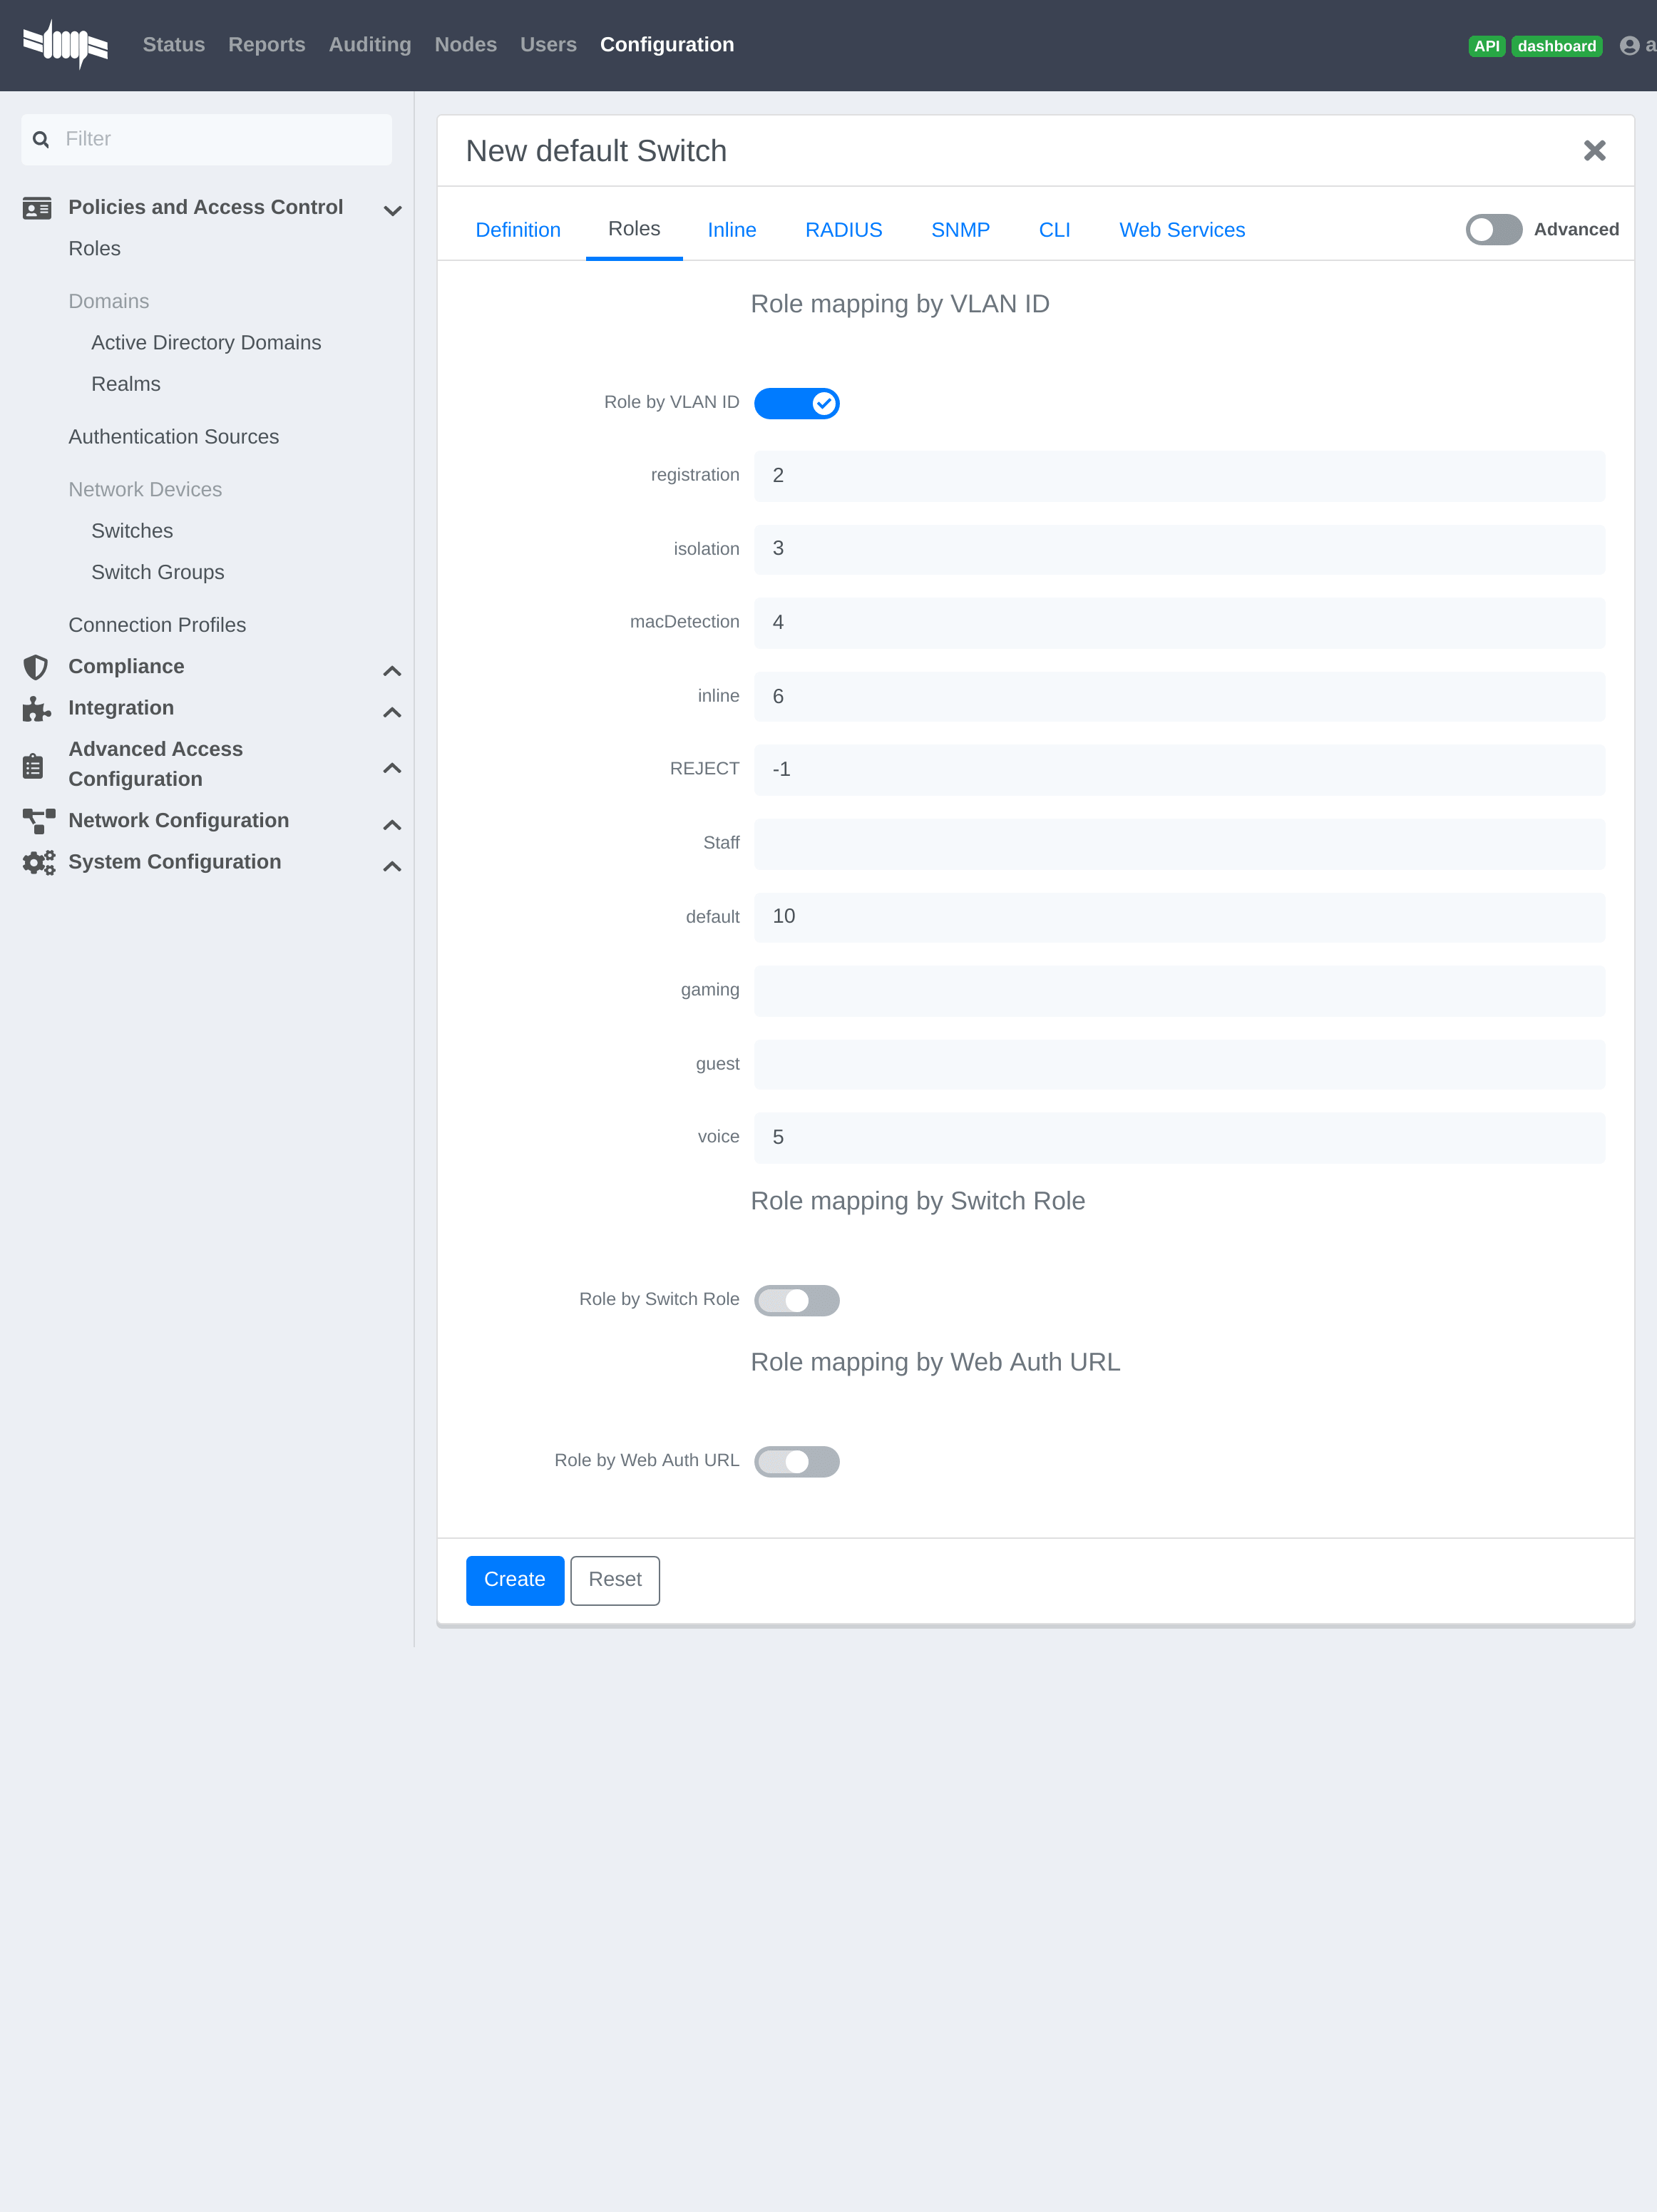 Status Reports Auditing Nodes Users Configuration API dashboard a
Filter
Policies and Access Control
Roles
Domains
Active Directory Domains
Realms
Authentication Sources
Network Devices
Switches
Switch Groups
Connection Profiles
Compliance
Integration
Advanced Access
Configuration
Network Configuration
System Configuration
New default Switch
Definition Roles Inline RADIUS SNMP CLI Web Services Advanced
Role mapping by VLAN ID
Role by VLAN ID
registration 2
isolation 3
macDetection 4
inline 6
REJECT -1
Staff
default 10
gaming
guest
voice 5
Role mapping by Switch Role
Role by Switch Role
Role mapping by Web Auth URL
Role by Web Auth URL
Create Reset